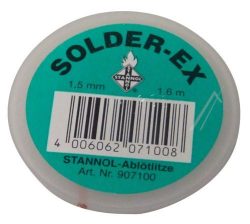 SOLDER-EX
STANNOL
1.5 mm 1.6 m
4 006062 071008
STANNOL-Ablötlitze
Art. Nr. 907100